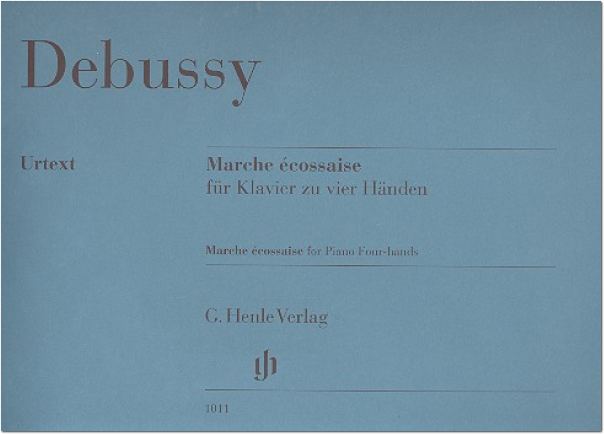 Debussy
Urtext
Marche écossaise
für Klavier zu vier Händen
Marche écossaise for Piano Four-hands
G. Henle Verlag
1011